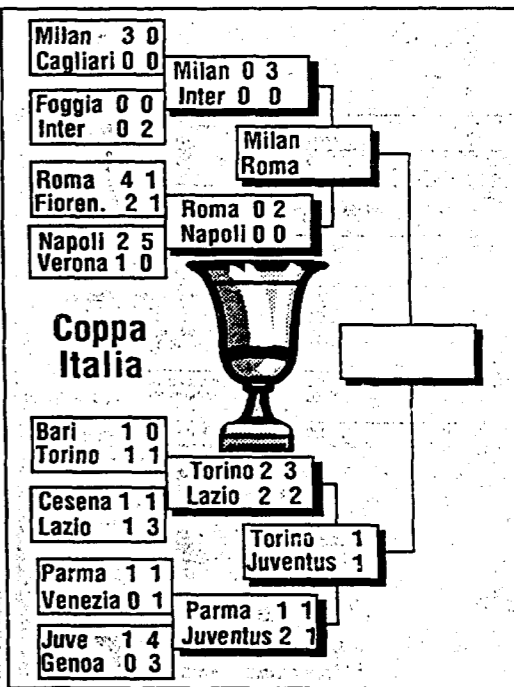 Milan 3 0
Cagliari 0 0
Foggia 0 0
Inter 0 2
Roma 4 1
Fioren. 2 1
Napoli 2 5
Verona 1 0
Milan 0 3
Inter 0 0
Roma 0 2
Napoli 0 0
Milan
Roma
Coppa
Italia
Bari 1 0
Torino 1 1
Cesena 1 1
Lazio 1 3
Parma 1 1
Venezia 0 1
Juve 1 4
Genoa 0 3
Torino 2 3
Lazio 2 2
Parma 1 1
Juventus 2 1
Torino 1
Juventus 1